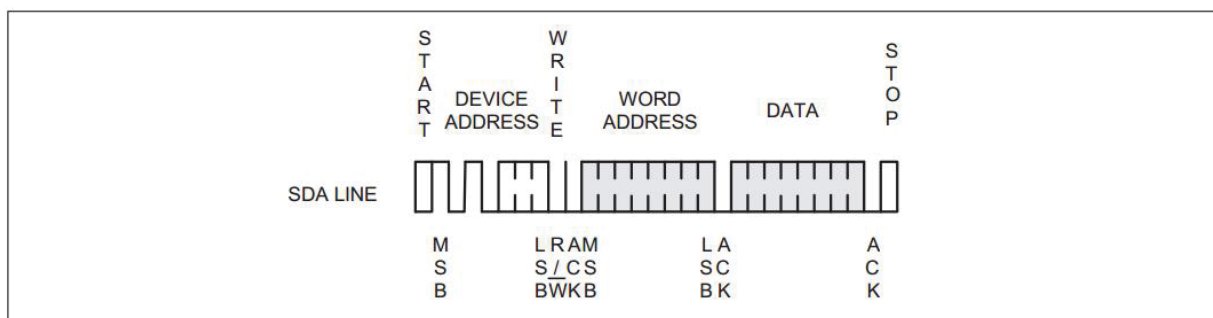 START
WRITE
STOP
DEVICE
ADDRESS
WORD
ADDRESS
DATA
SDA LINE
MSB
LSB
R/W
ACK
MSB
LSB
ACK
ACK